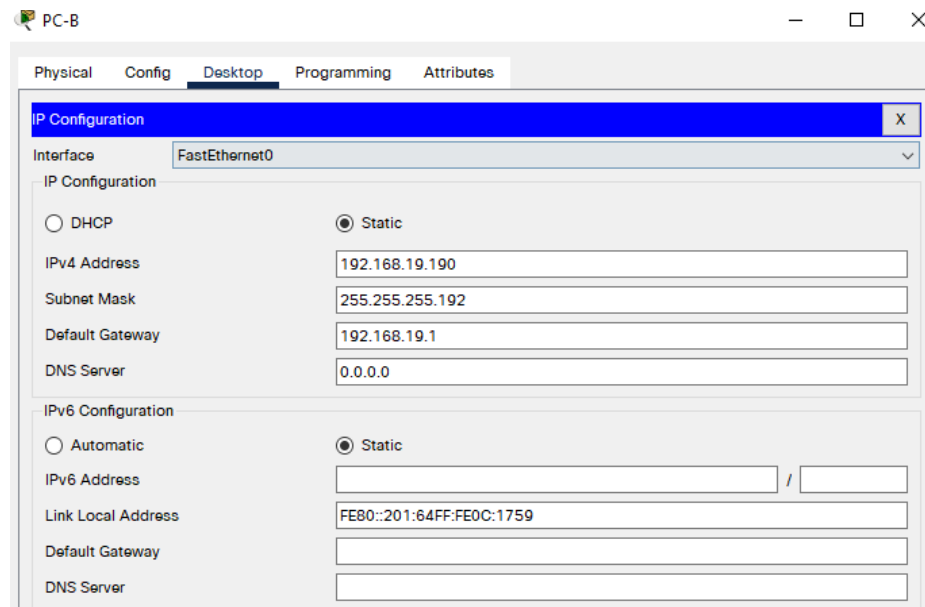 PC-B
Physical Config Desktop Programming Attributes
IP Configuration X
Interface FastEthernet0
IP Configuration
DHCP Static
IPv4 Address 192.168.19.190
Subnet Mask 255.255.255.192
Default Gateway 192.168.19.1
DNS Server 0.0.0.0
IPv6 Configuration
Automatic Static
IPv6 Address /
Link Local Address FE80::201:64FF:FE0C:1759
Default Gateway
DNS Server